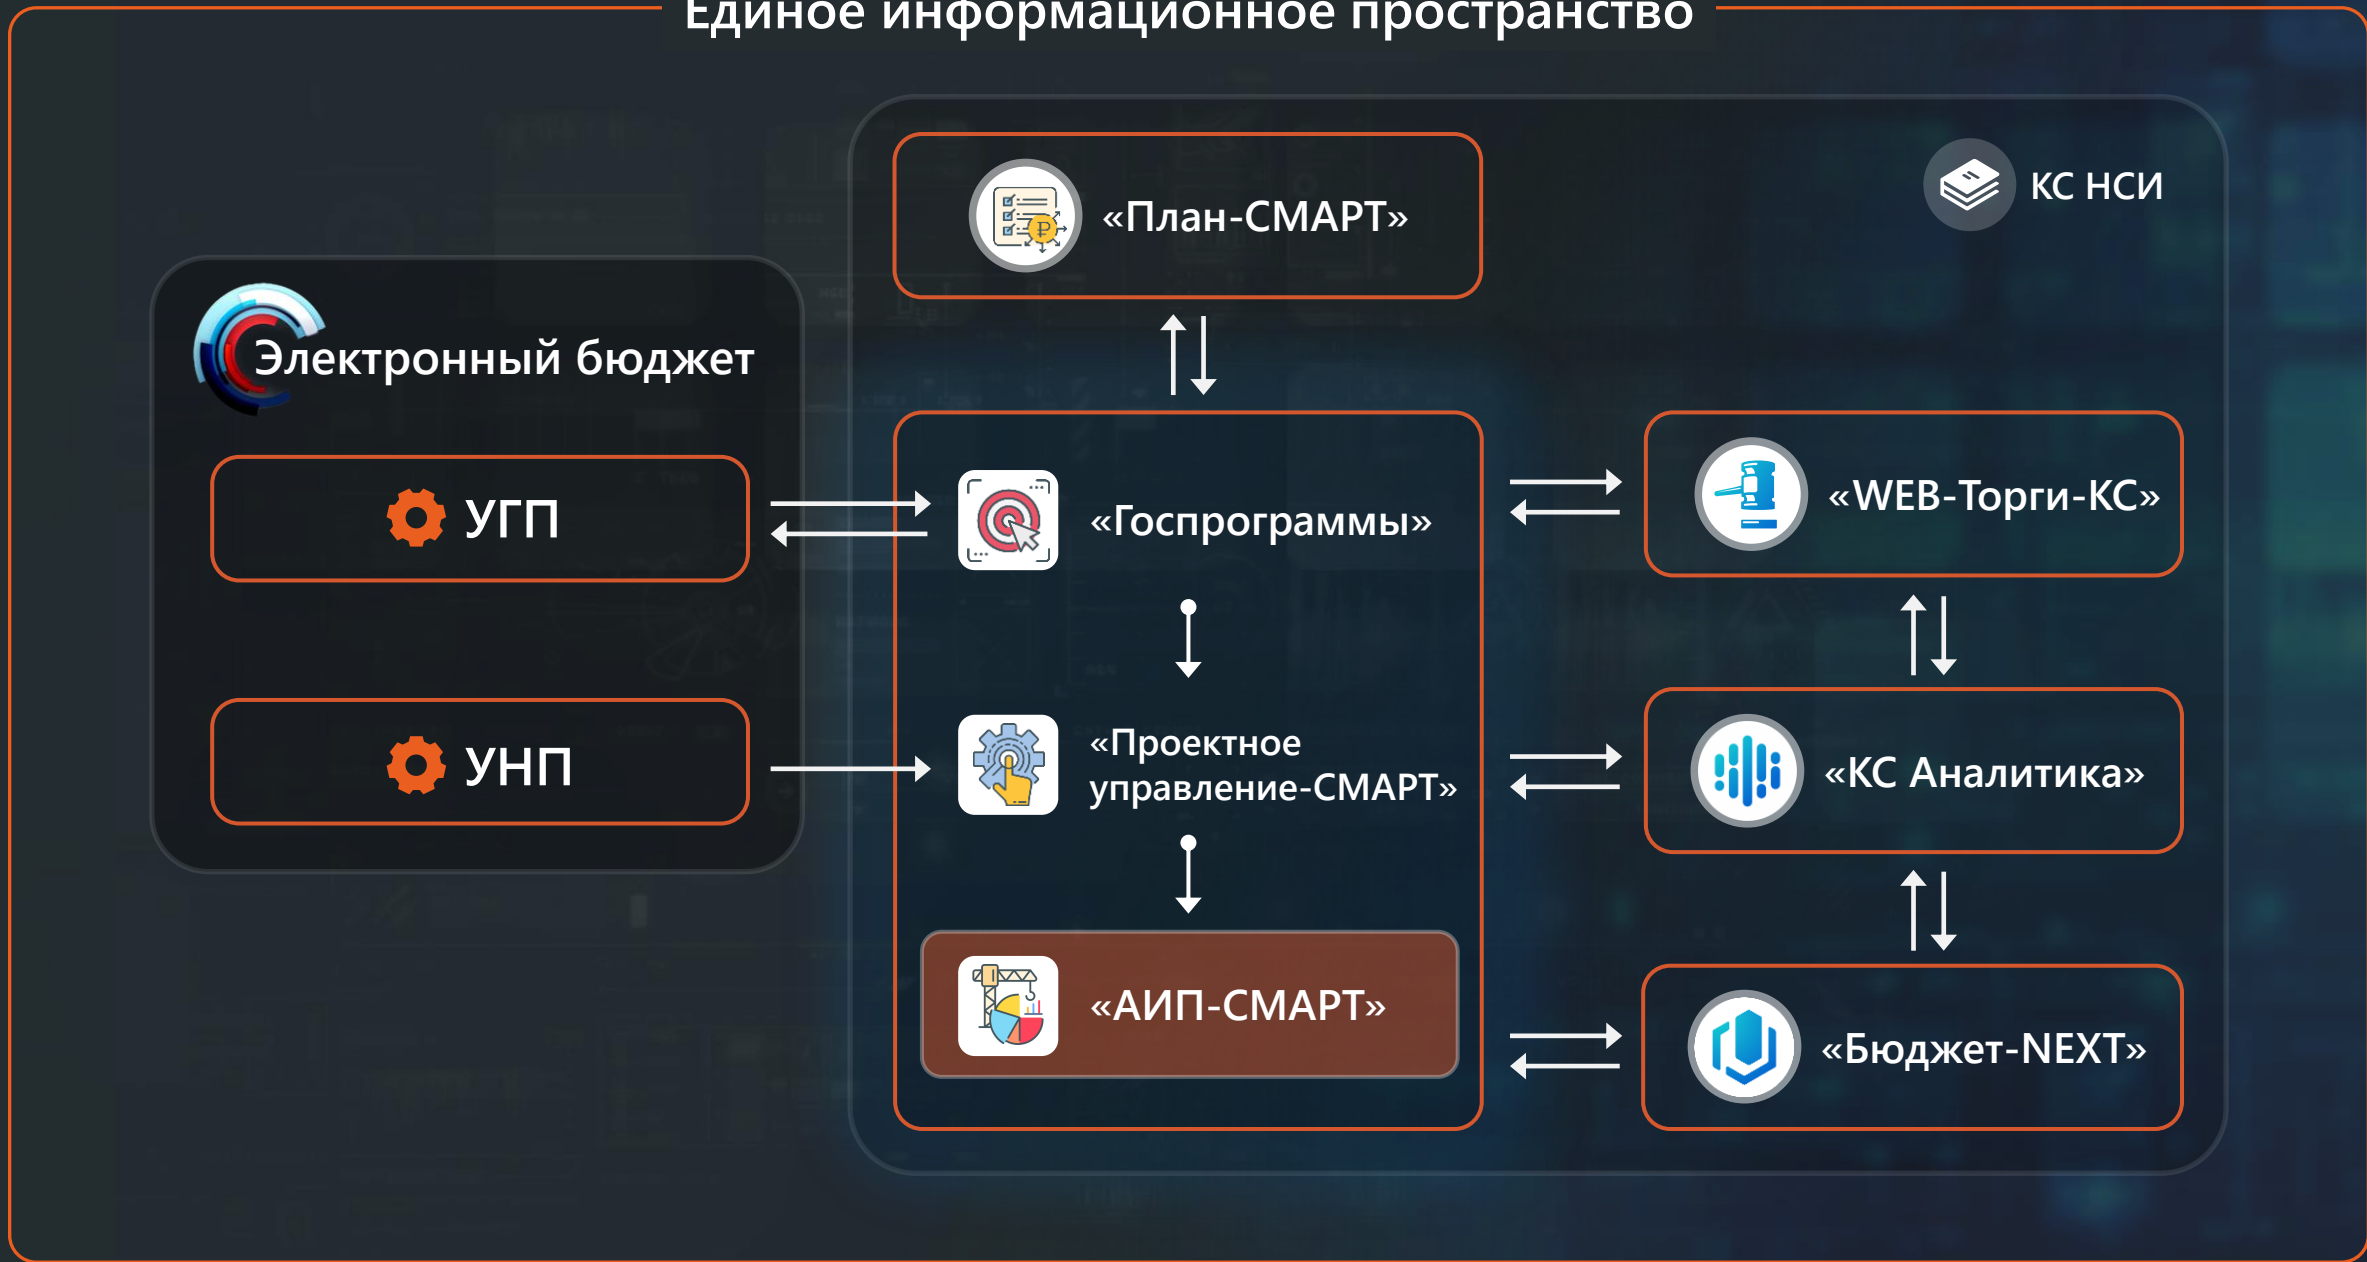 Единое информационное пространство
«План-СМАРТ»
КС НСИ
Электронный бюджет
УГП
«Госпрограммы»
«WEB-Торги-КС»
УНП
«Проектное
управление-СМАРТ»
«КС Аналитика»
«АИП-СМАРТ»
«Бюджет-NEXT»